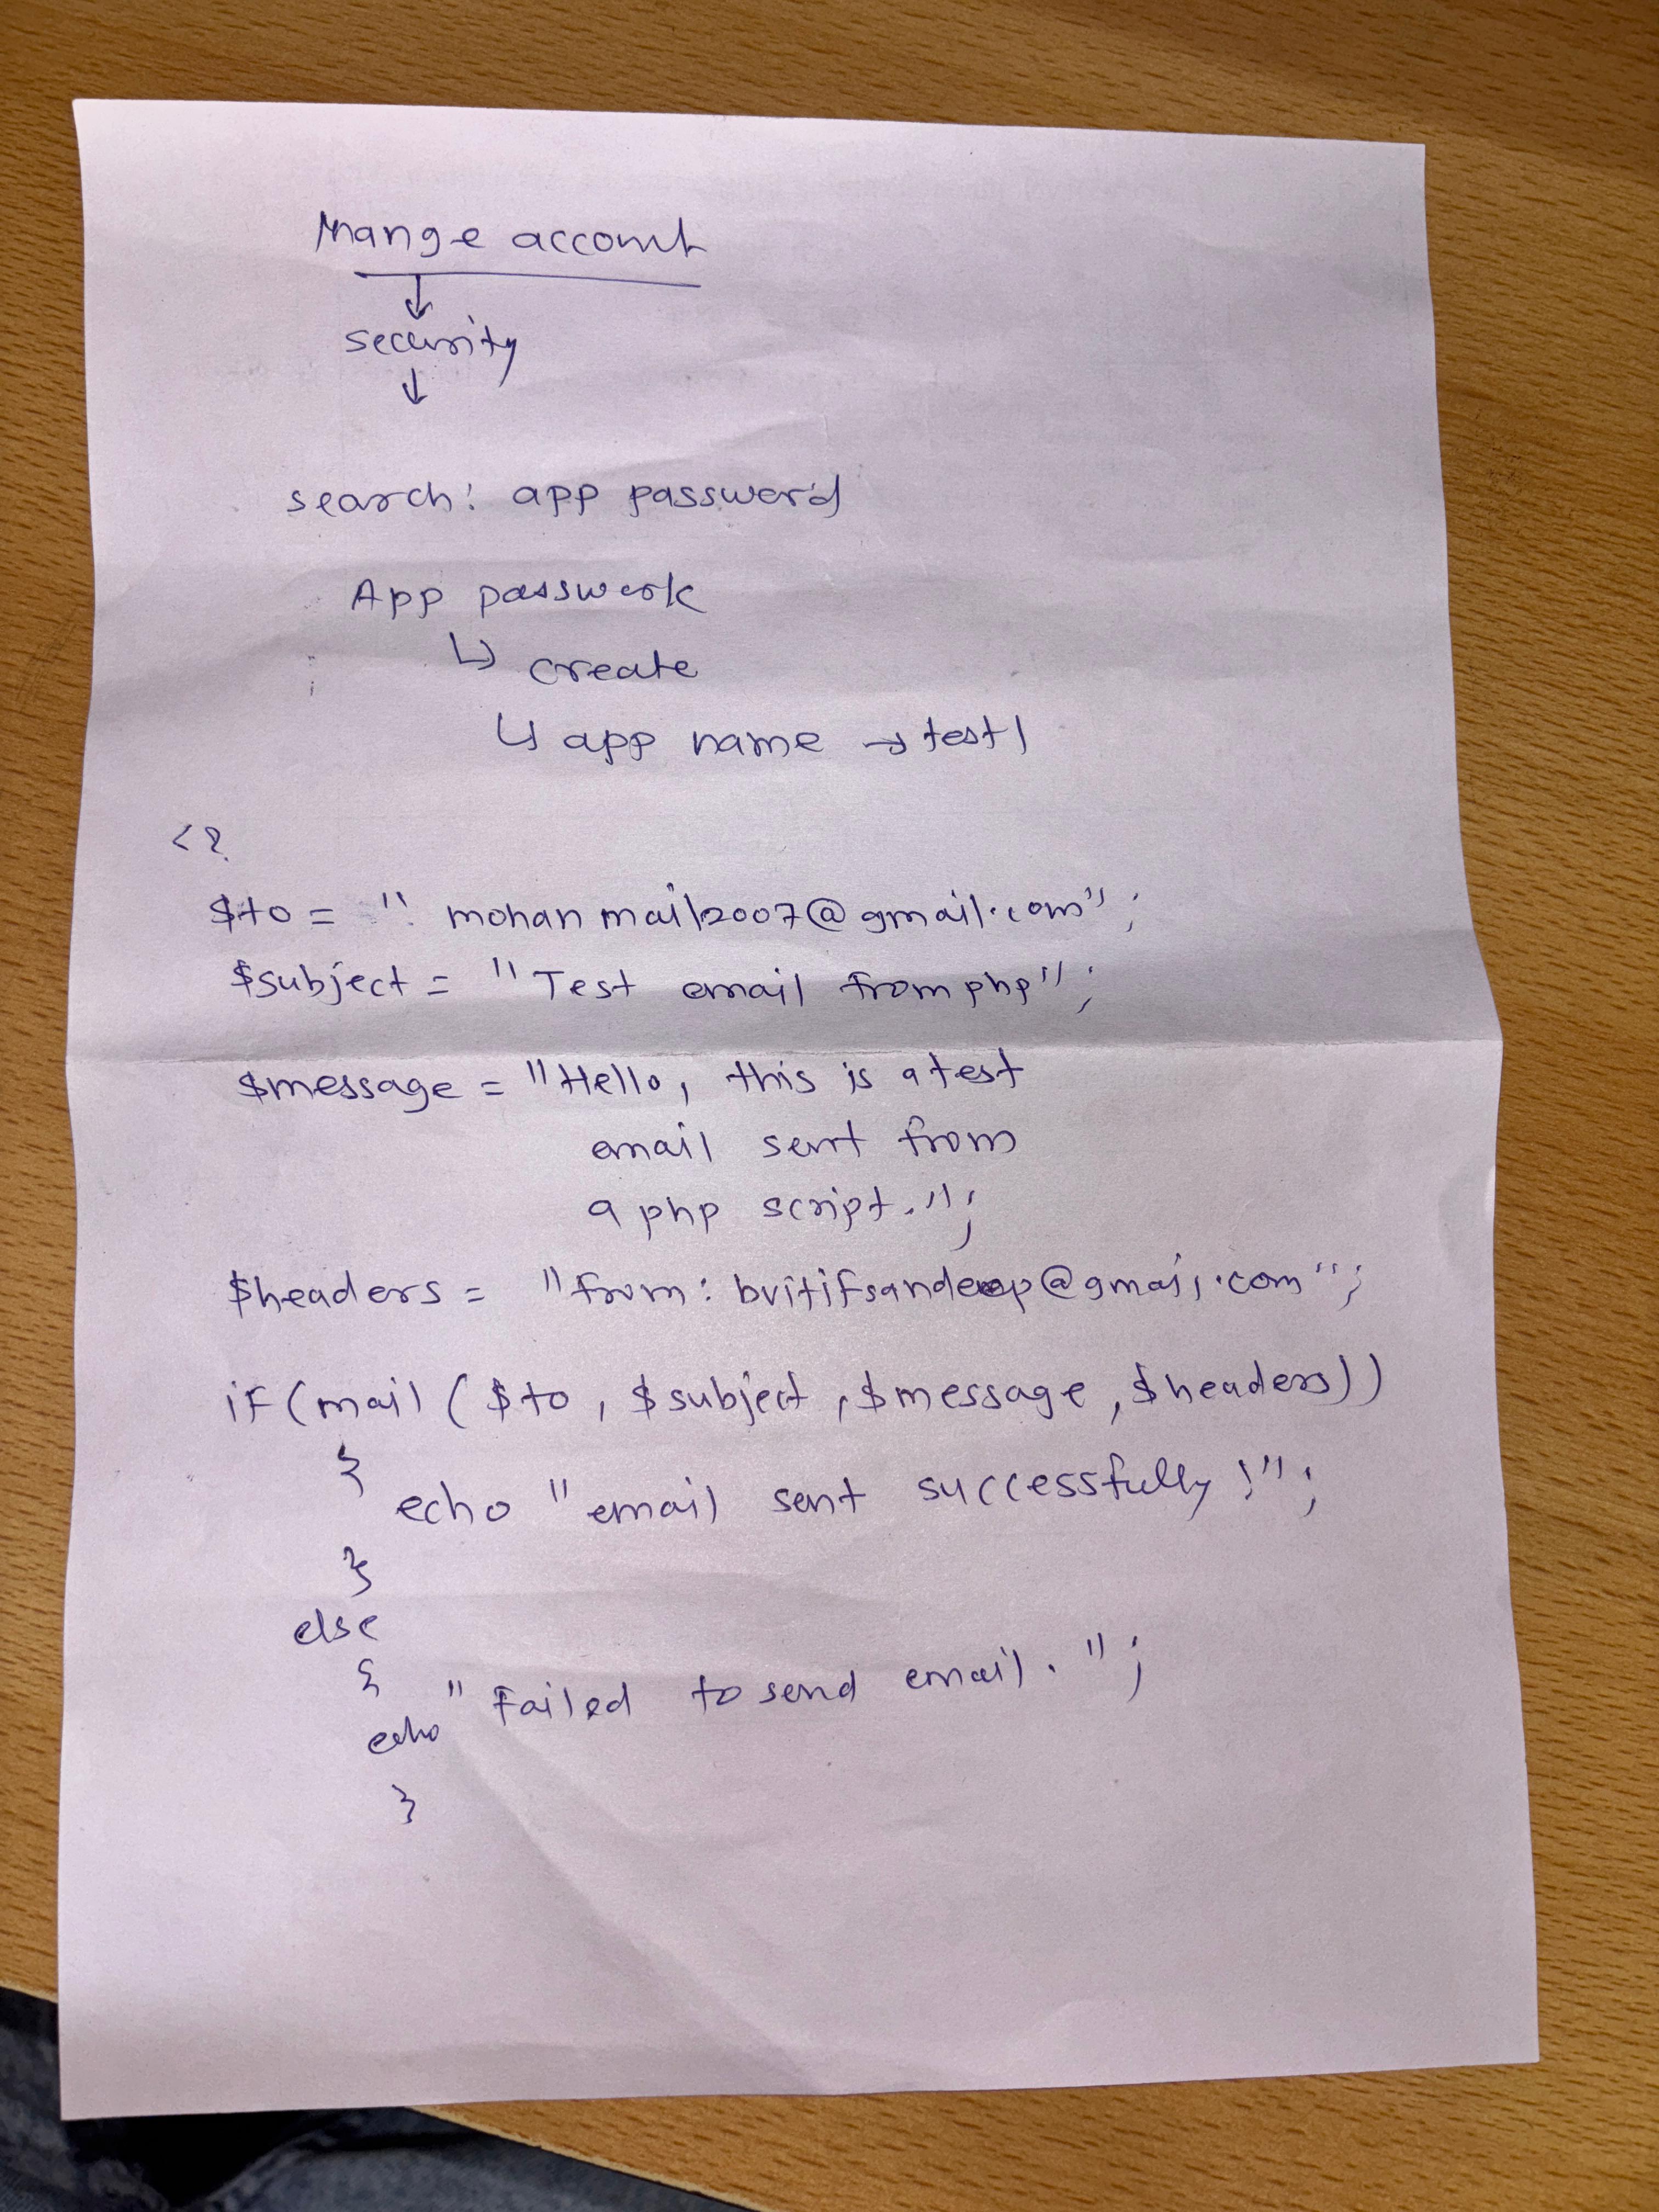 Mange account
↓
security
↓
search: app password
App passwork
↳ create
↳ app name → test1
<?
$to = "mohanmail2007@gmail.com";
$subject = "Test email from php";
$message = "Hello, this is a test
email sent from
a php script.";
$headers = "from: bvitifsandeep@gmail.com";
if(mail($to, $subject, $message, $headers))
{
echo "email sent successfully!";
}
else
{ "Failed to send email.";
echo
}